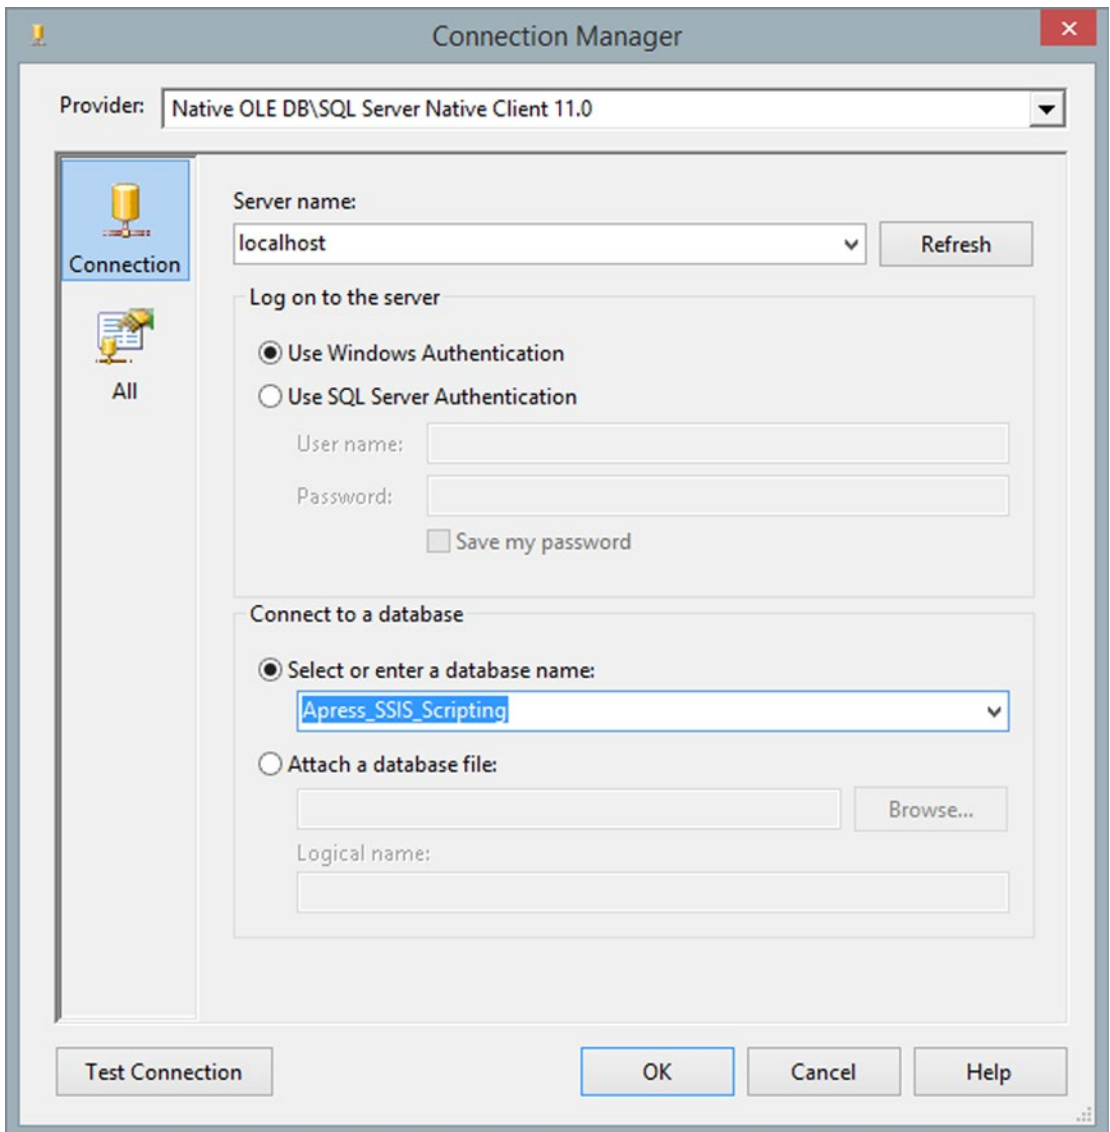 Connection Manager
Provider: Native OLE DB\SQL Server Native Client 11.0
Connection
All
Server name:
localhost
Refresh
Log on to the server
Use Windows Authentication
Use SQL Server Authentication
User name:
Password:
Save my password
Connect to a database
Select or enter a database name:
Apress_SSIS_Scripting
Attach a database file:
Browse...
Logical name:
Test Connection
OK
Cancel
Help